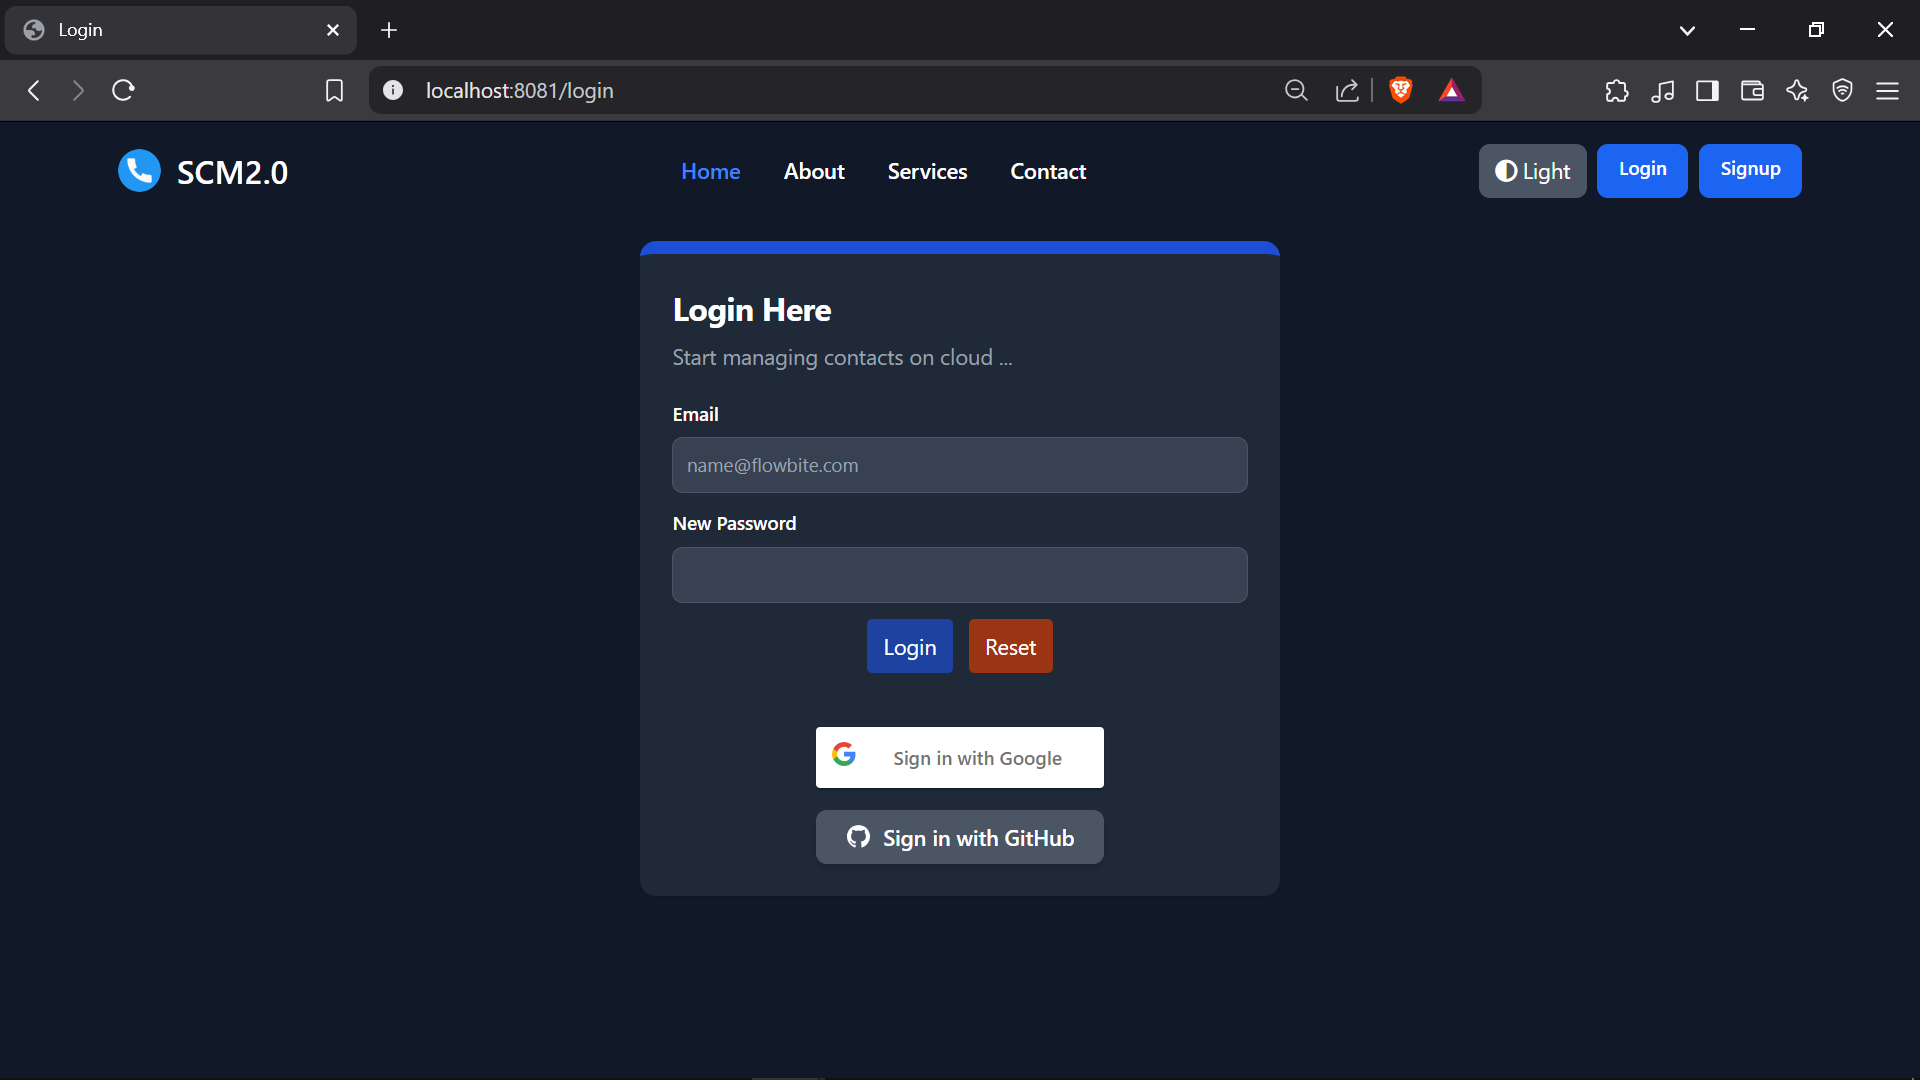 Login
localhost:8081/login
SCM2.0
Home About Services Contact
Light Login Signup
Login Here
Start managing contacts on cloud ...
Email
name@flowbite.com
New Password
Login Reset
Sign in with Google
Sign in with GitHub